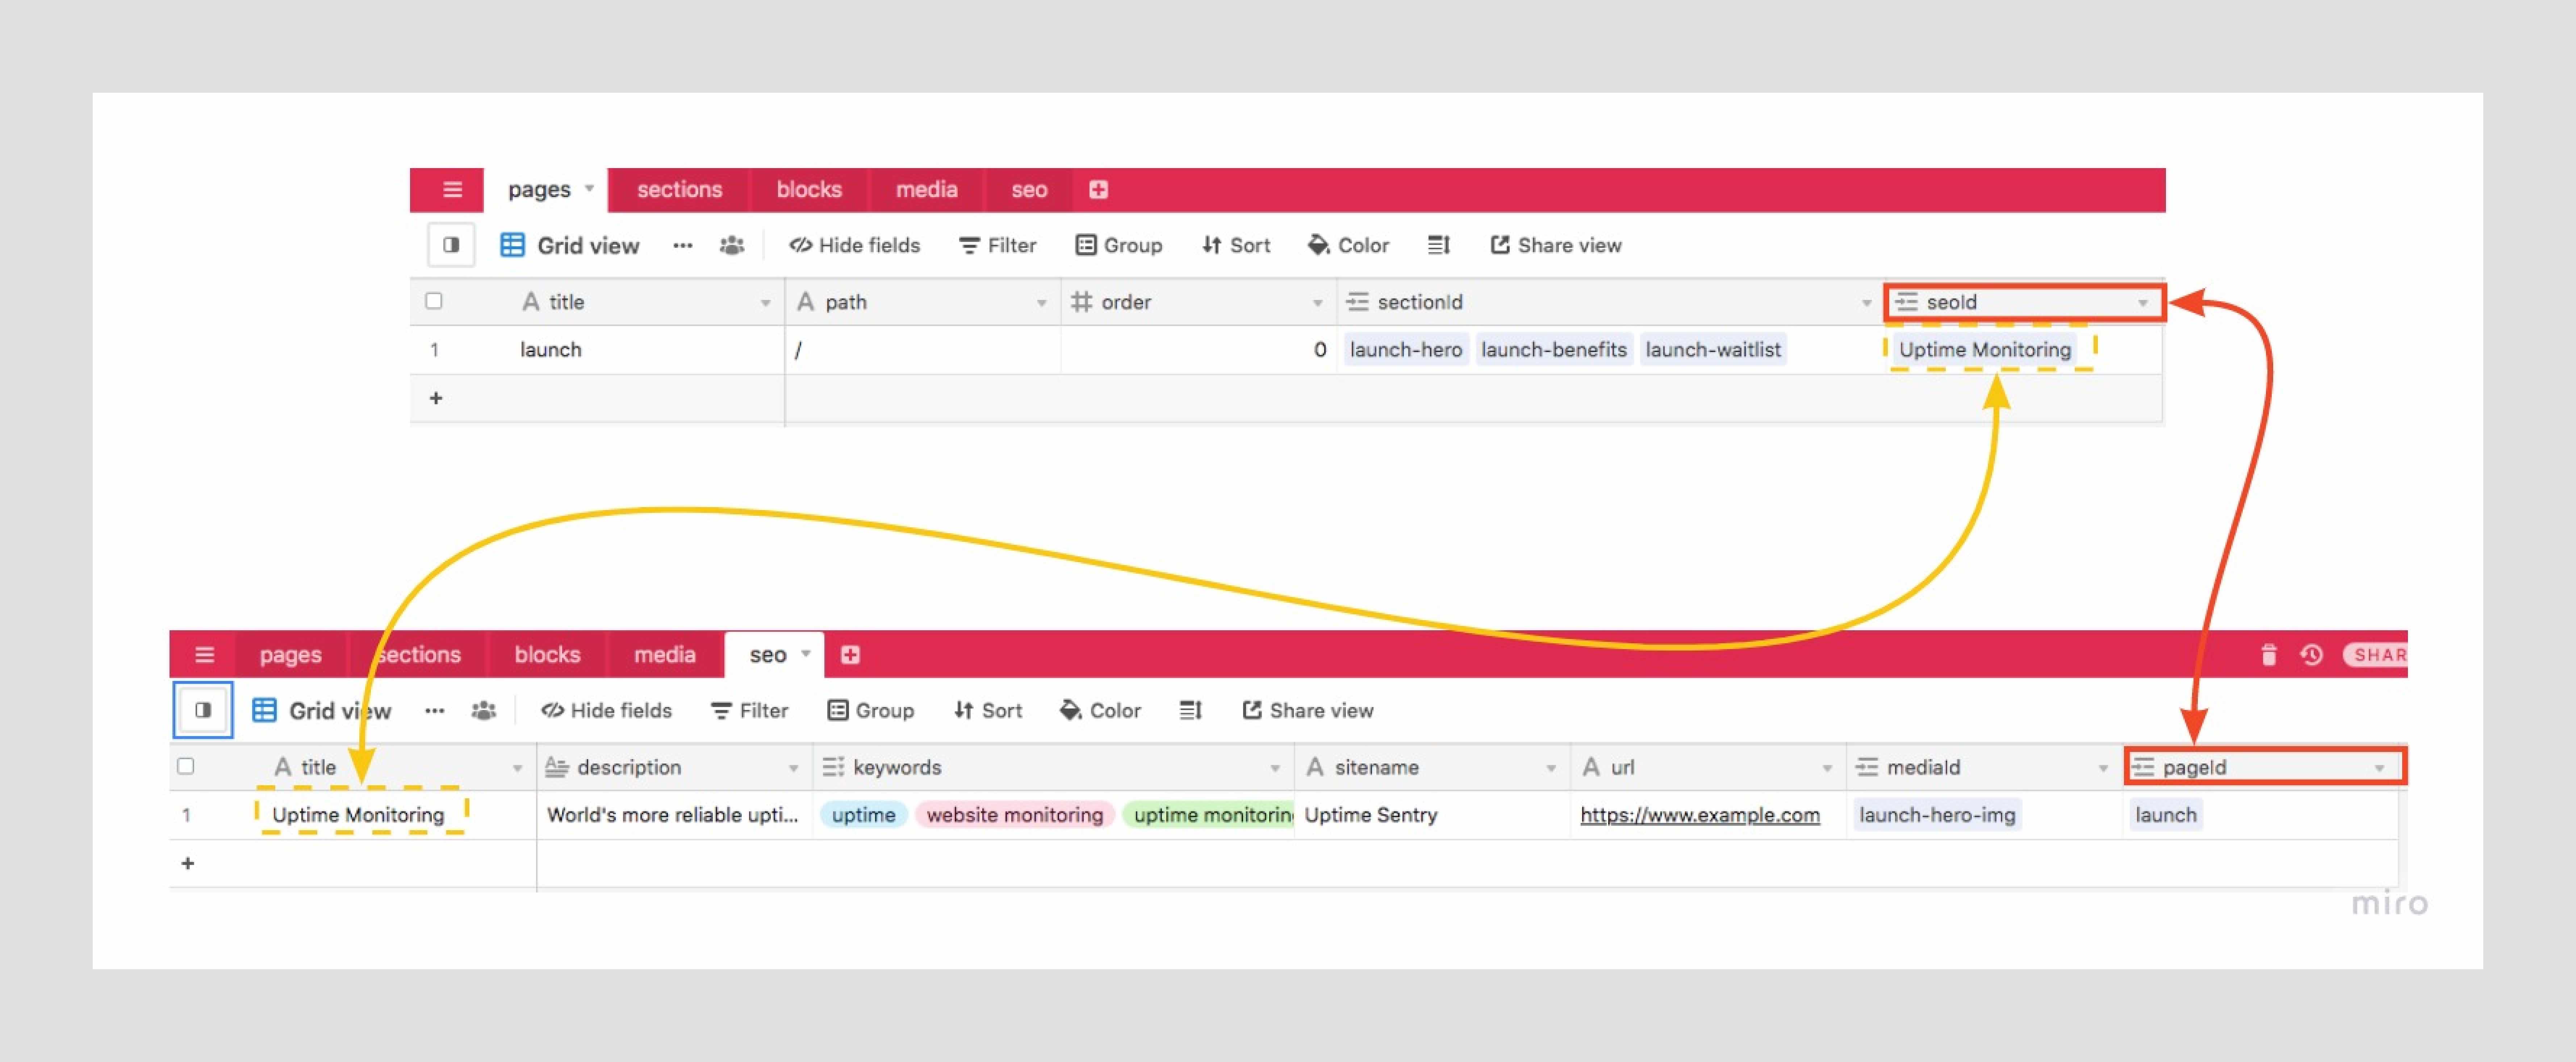 pages sections blocks media seo
Grid view Hide fields Filter Group Sort Color Share view
title path order sectionId seoId
1 launch / 0 launch-hero launch-benefits launch-waitlist Uptime Monitoring
+
pages sections blocks media seo SHAR
Grid view Hide fields Filter Group Sort Color Share view
title description keywords sitename url mediaId pageId
1 Uptime Monitoring World's more reliable upti... uptime website monitoring uptime monitorin Uptime Sentry https://www.example.com launch-hero-img launch
+
miro